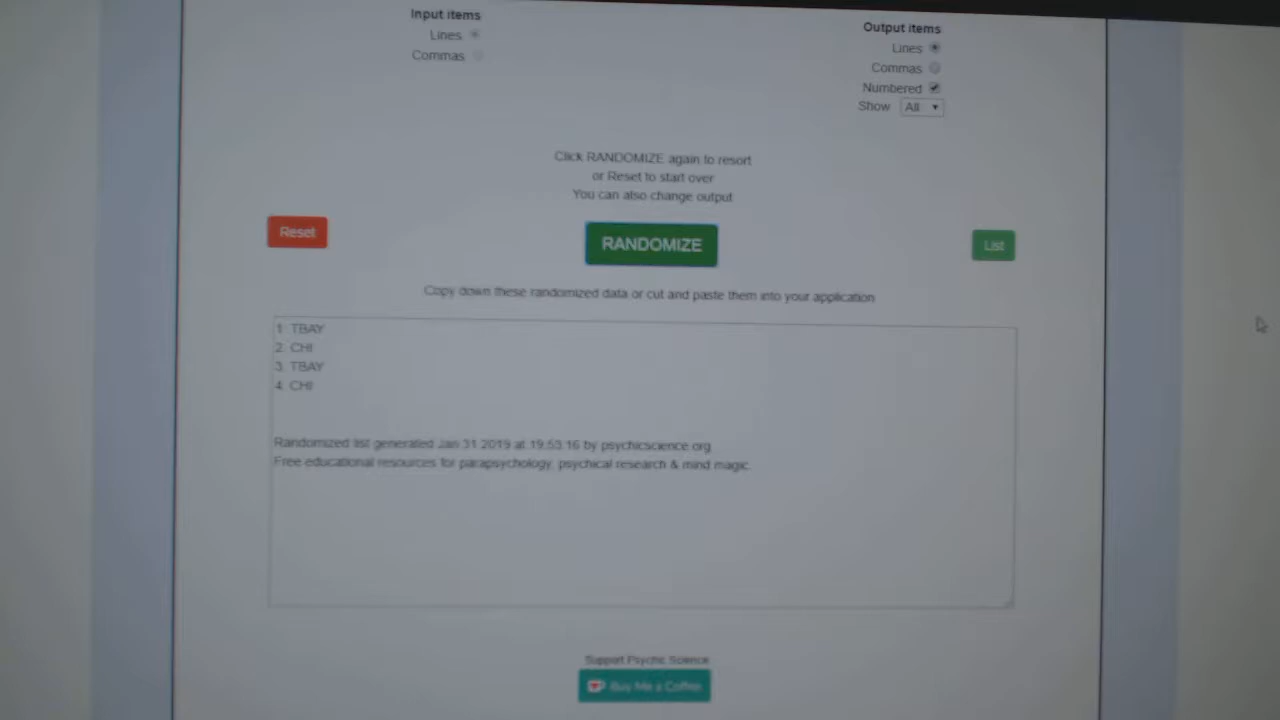 Input items
Lines
Commas
Output items
Lines
Commas
Numbered
Show All
Click RANDOMIZE again to resort
or Reset to start over
You can also change output
Reset
RANDOMIZE
List
Copy down these randomized data or cut and paste them into your application
1. TBAY
2. CHI
3. TBAY
4. CHI
Randomized list generated Jan 31 2019 at 19:53:16 by psychicscience.org
Free educational resources for parapsychology, psychical research & mind magic.
Support Psychic Science
Buy Me a Coffee